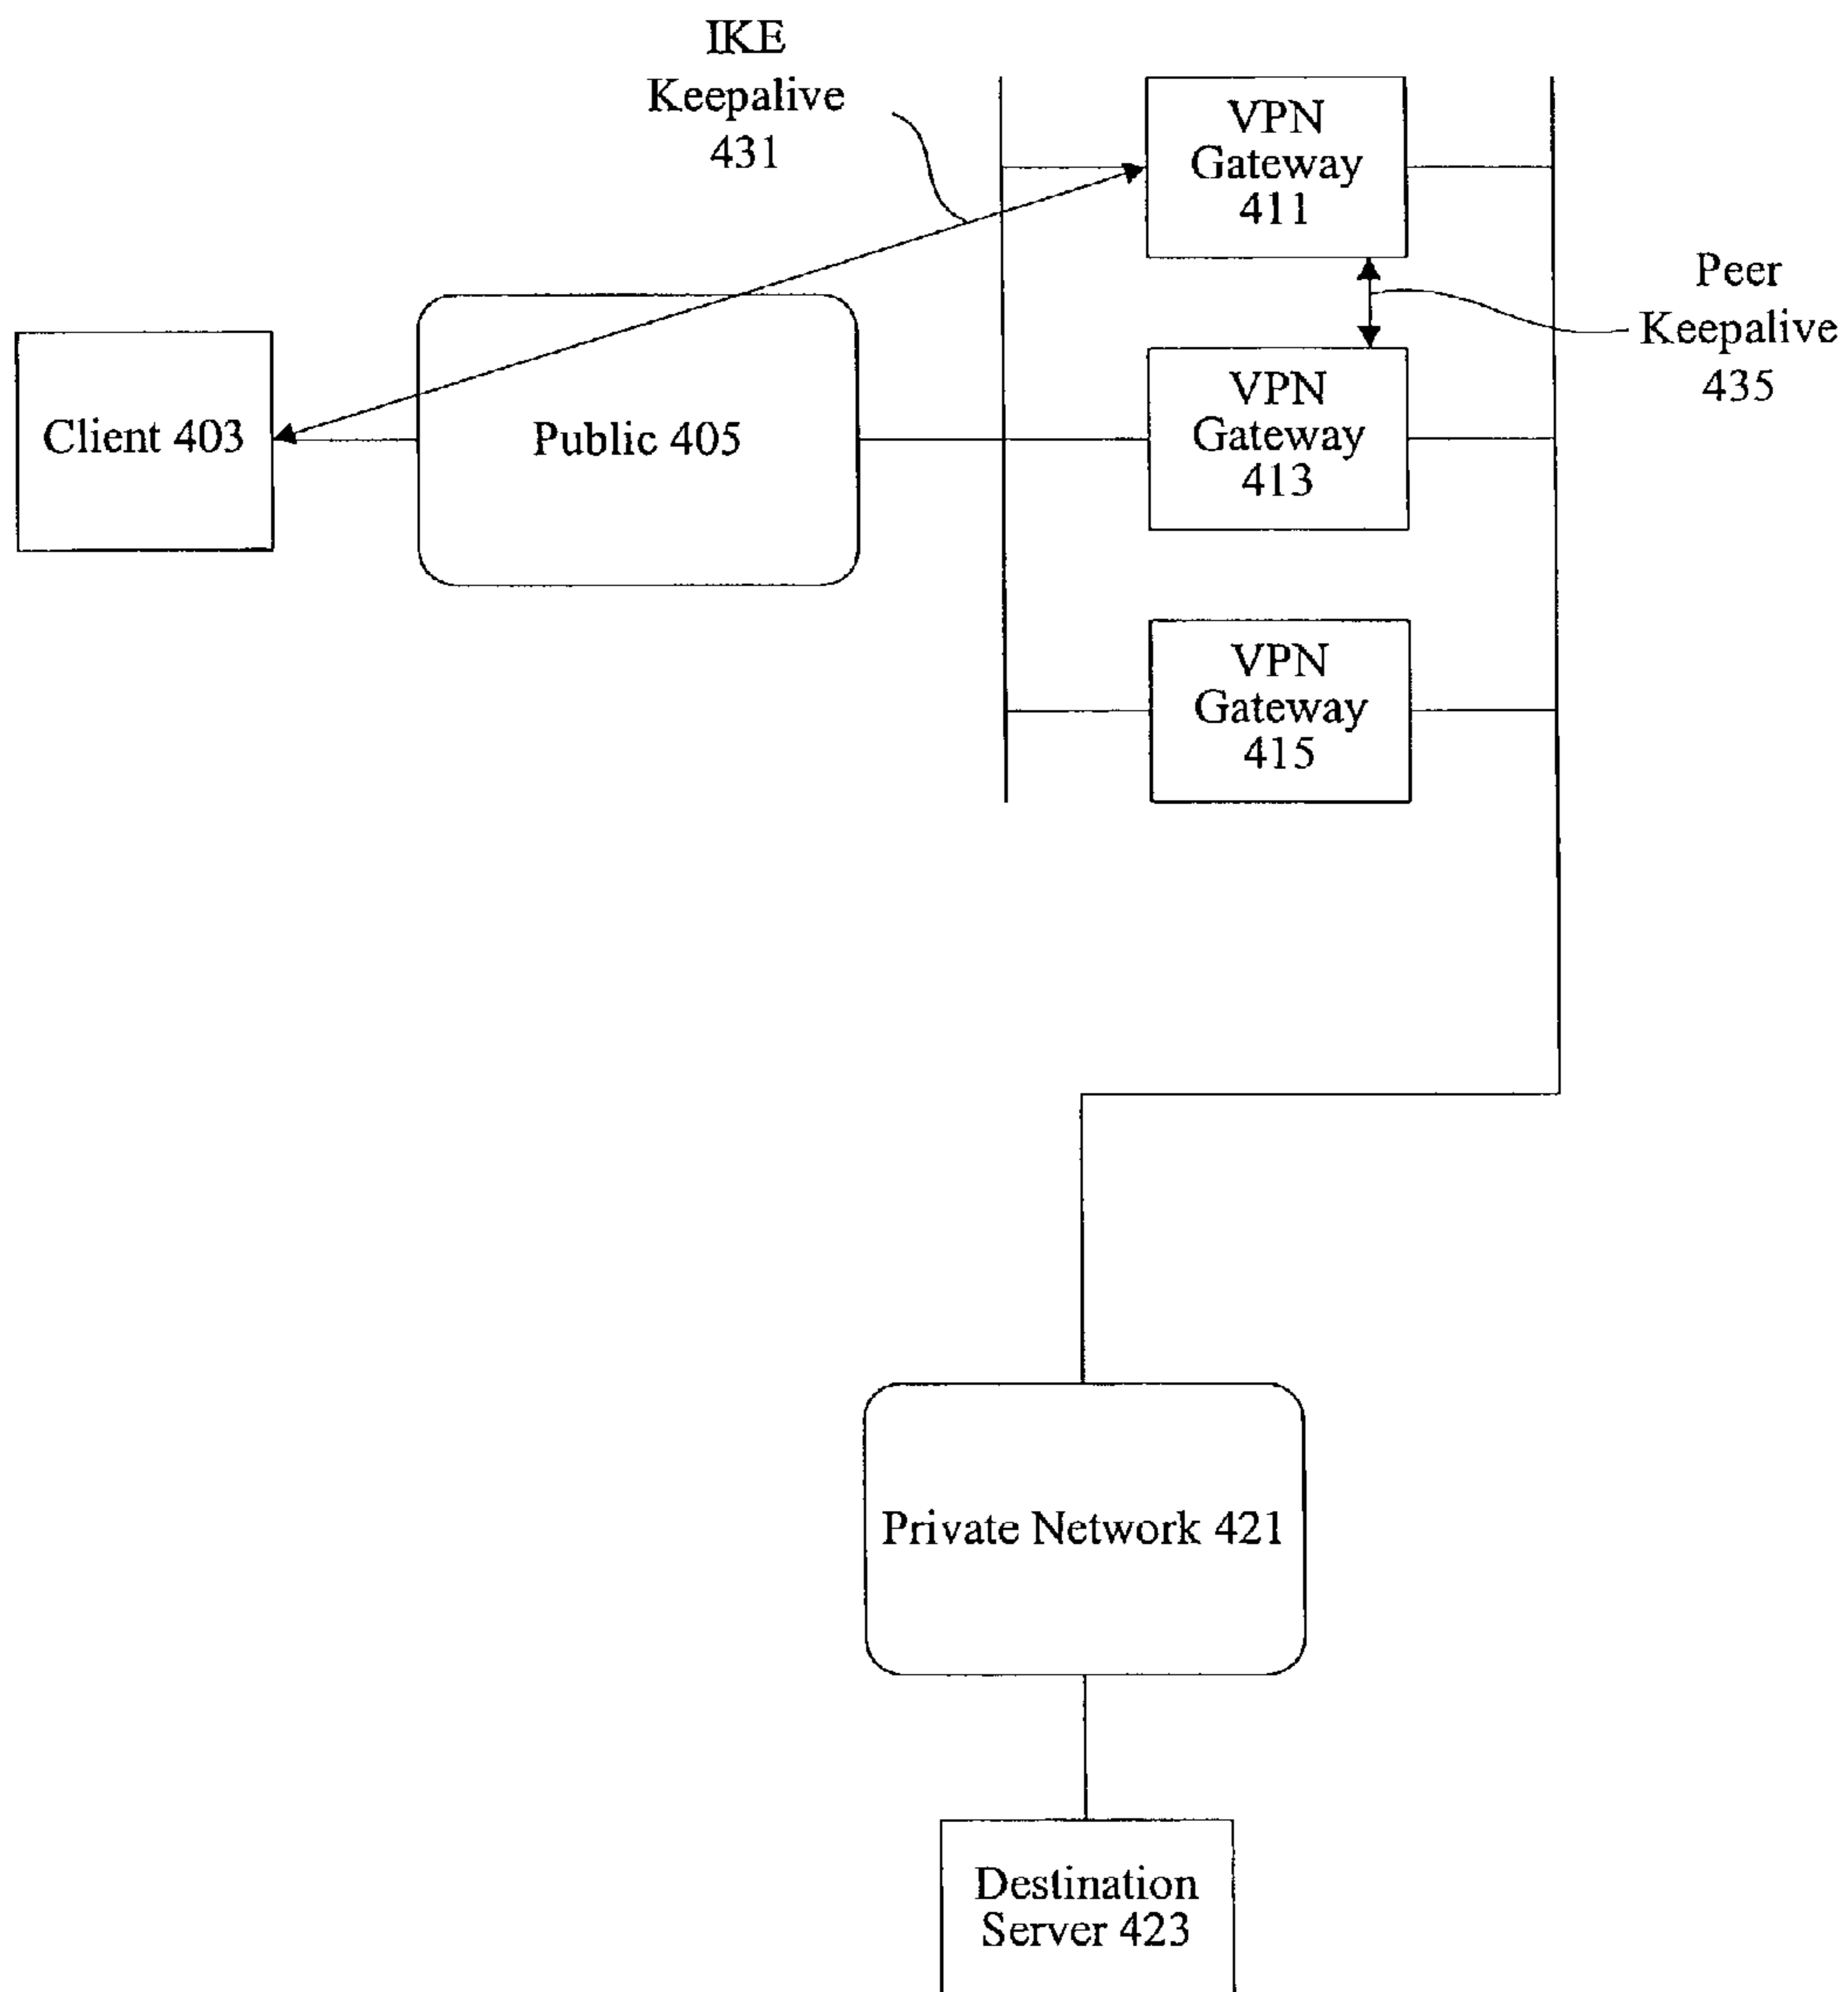 IKE
Keepalive
431
VPN
Gateway
411
Peer
Keepalive
435
Client 403
Public 405
VPN
Gateway
413
VPN
Gateway
415
Private Network 421
Destination
Server 423